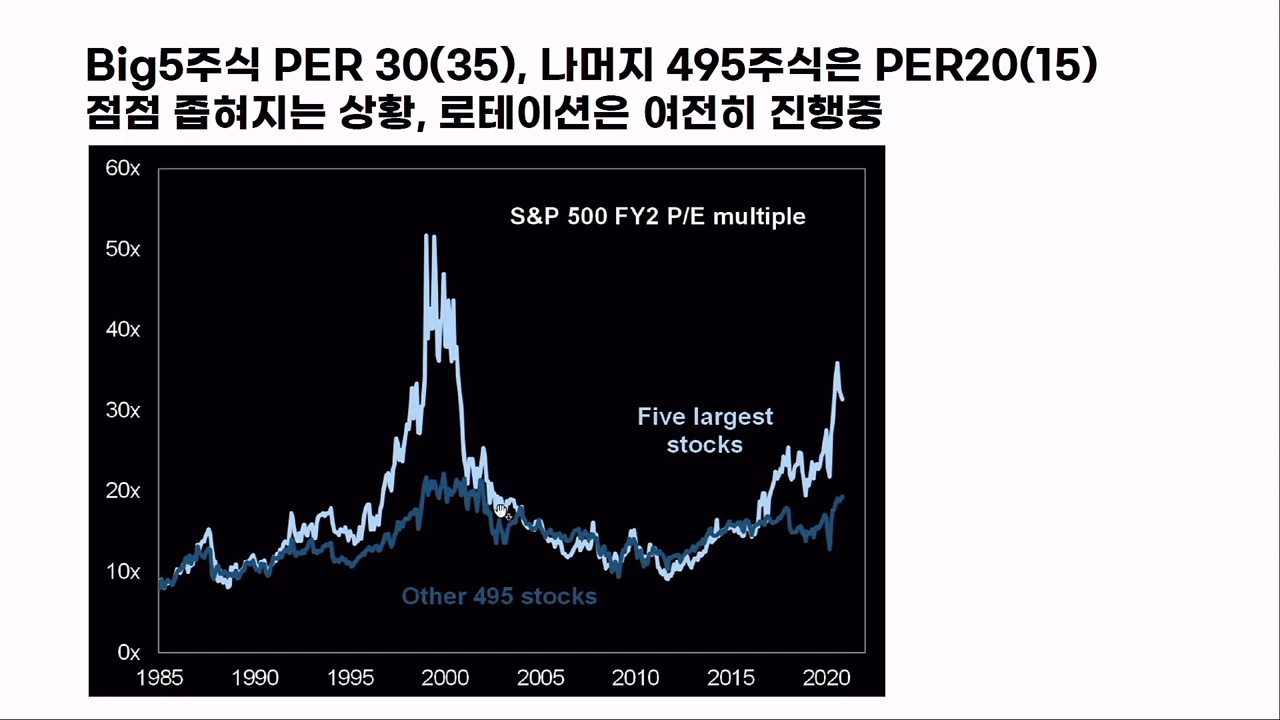 Big5주식 PER 30(35), 나머지 495주식은 PER20(15)
점점 좁혀지는 상황, 로테이션은 여전히 진행중
60x
S&P 500 FY2 P/E multiple
50x
40x
30x
Five largest
stocks
20x
10x
Other 495 stocks
0x
1985 1990 1995 2000 2005 2010 2015 2020